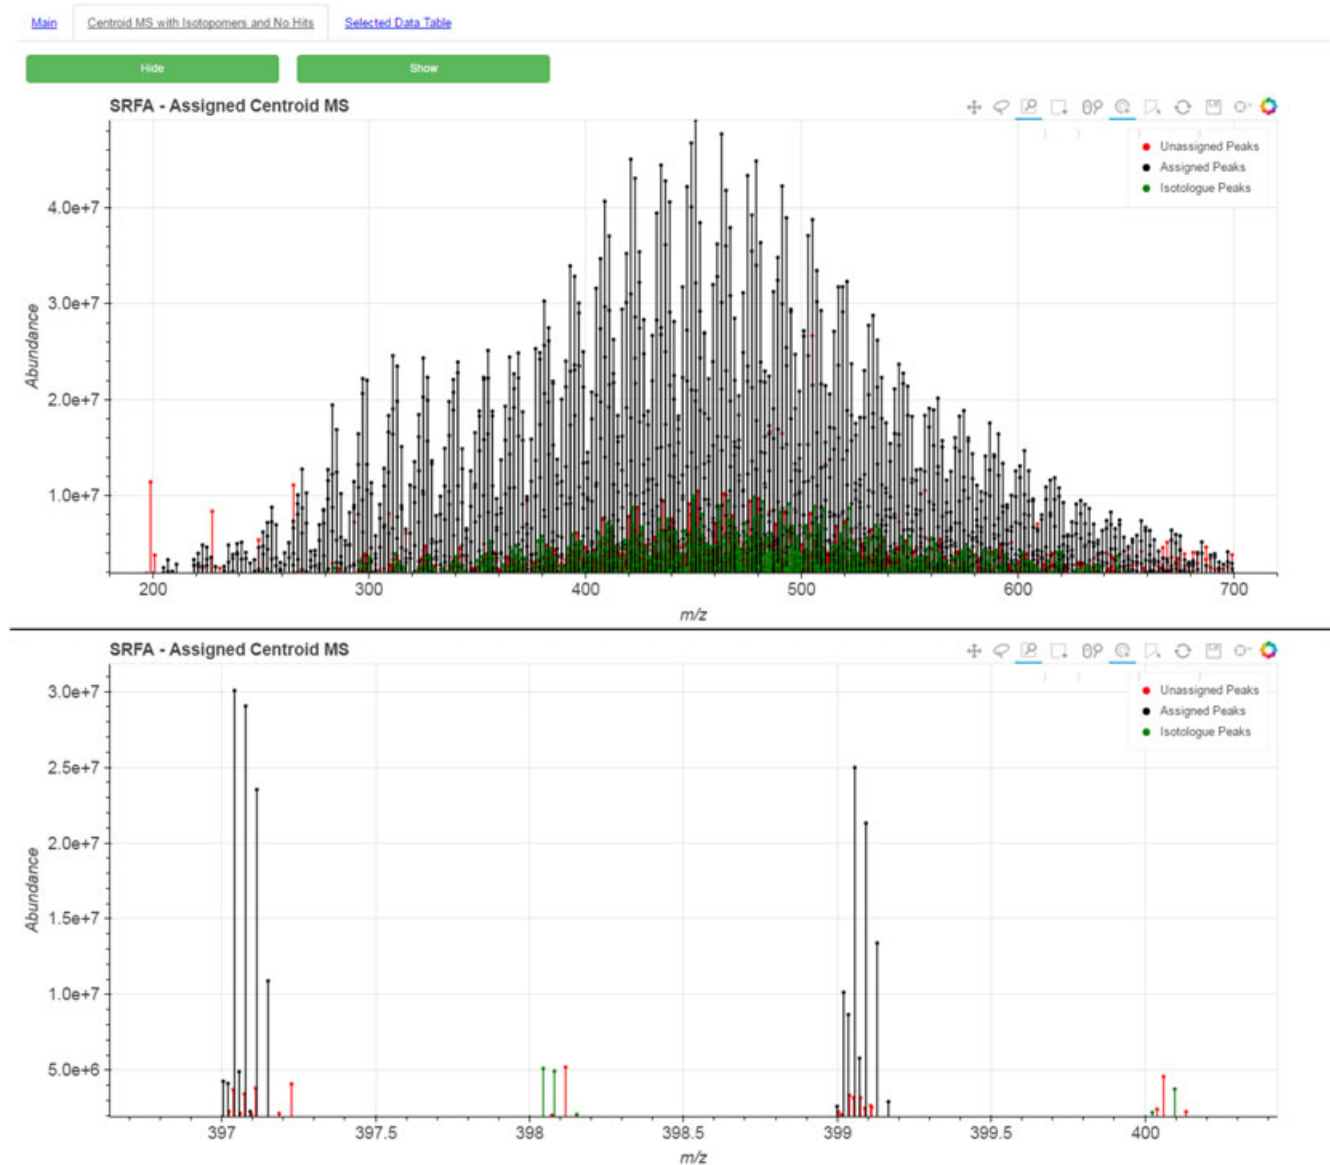 Main Centroid MS with Isotopomers and No Hits Selected Data Table
Hide Show
SRFA - Assigned Centroid MS
Unassigned Peaks
Assigned Peaks
Isotologue Peaks
4.0e+7
3.0e+7
2.0e+7
1.0e+7
Abundance
200 300 400 500 600 700
m/z
SRFA - Assigned Centroid MS
Unassigned Peaks
Assigned Peaks
Isotologue Peaks
3.0e+7
2.5e+7
2.0e+7
1.5e+7
1.0e+7
5.0e+6
Abundance
397 397.5 398 398.5 399 399.5 400
m/z